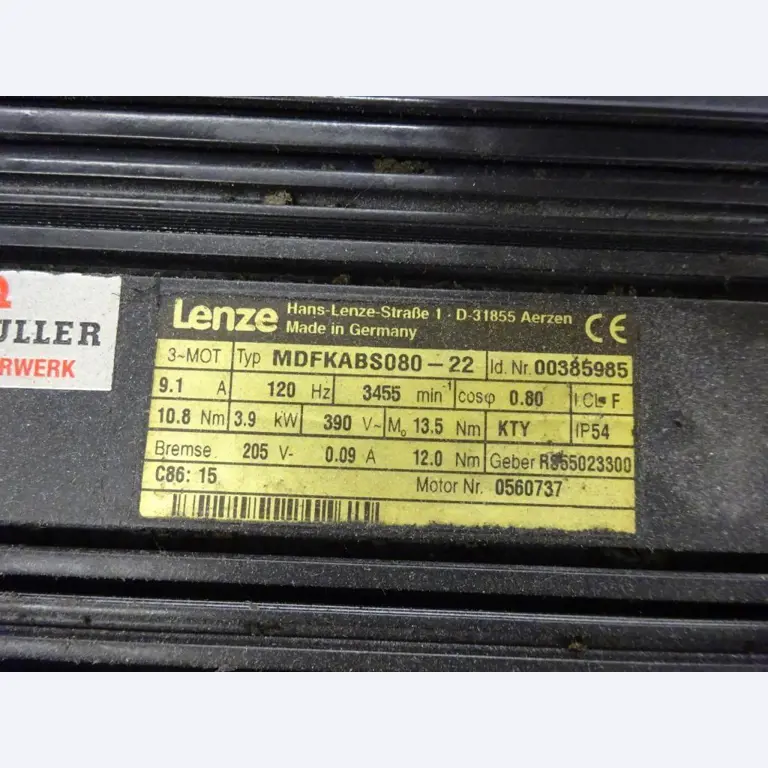 ULLER
RWERK
Lenze Hans-Lenze-Straße 1 · D-31855 Aerzen
Made in Germany CE
3~MOT Typ MDFKABS080-22 Id. Nr. 00385985
9.1 A 120 Hz 3455 min⁻¹ cosφ 0.80 I.CL. F
10.8 Nm 3.9 kW 390 V~ M₀ 13.5 Nm KTY IP54
Bremse. 205 V- 0.09 A 12.0 Nm Geber RS55023300
C86: 15 Motor Nr. 0560737